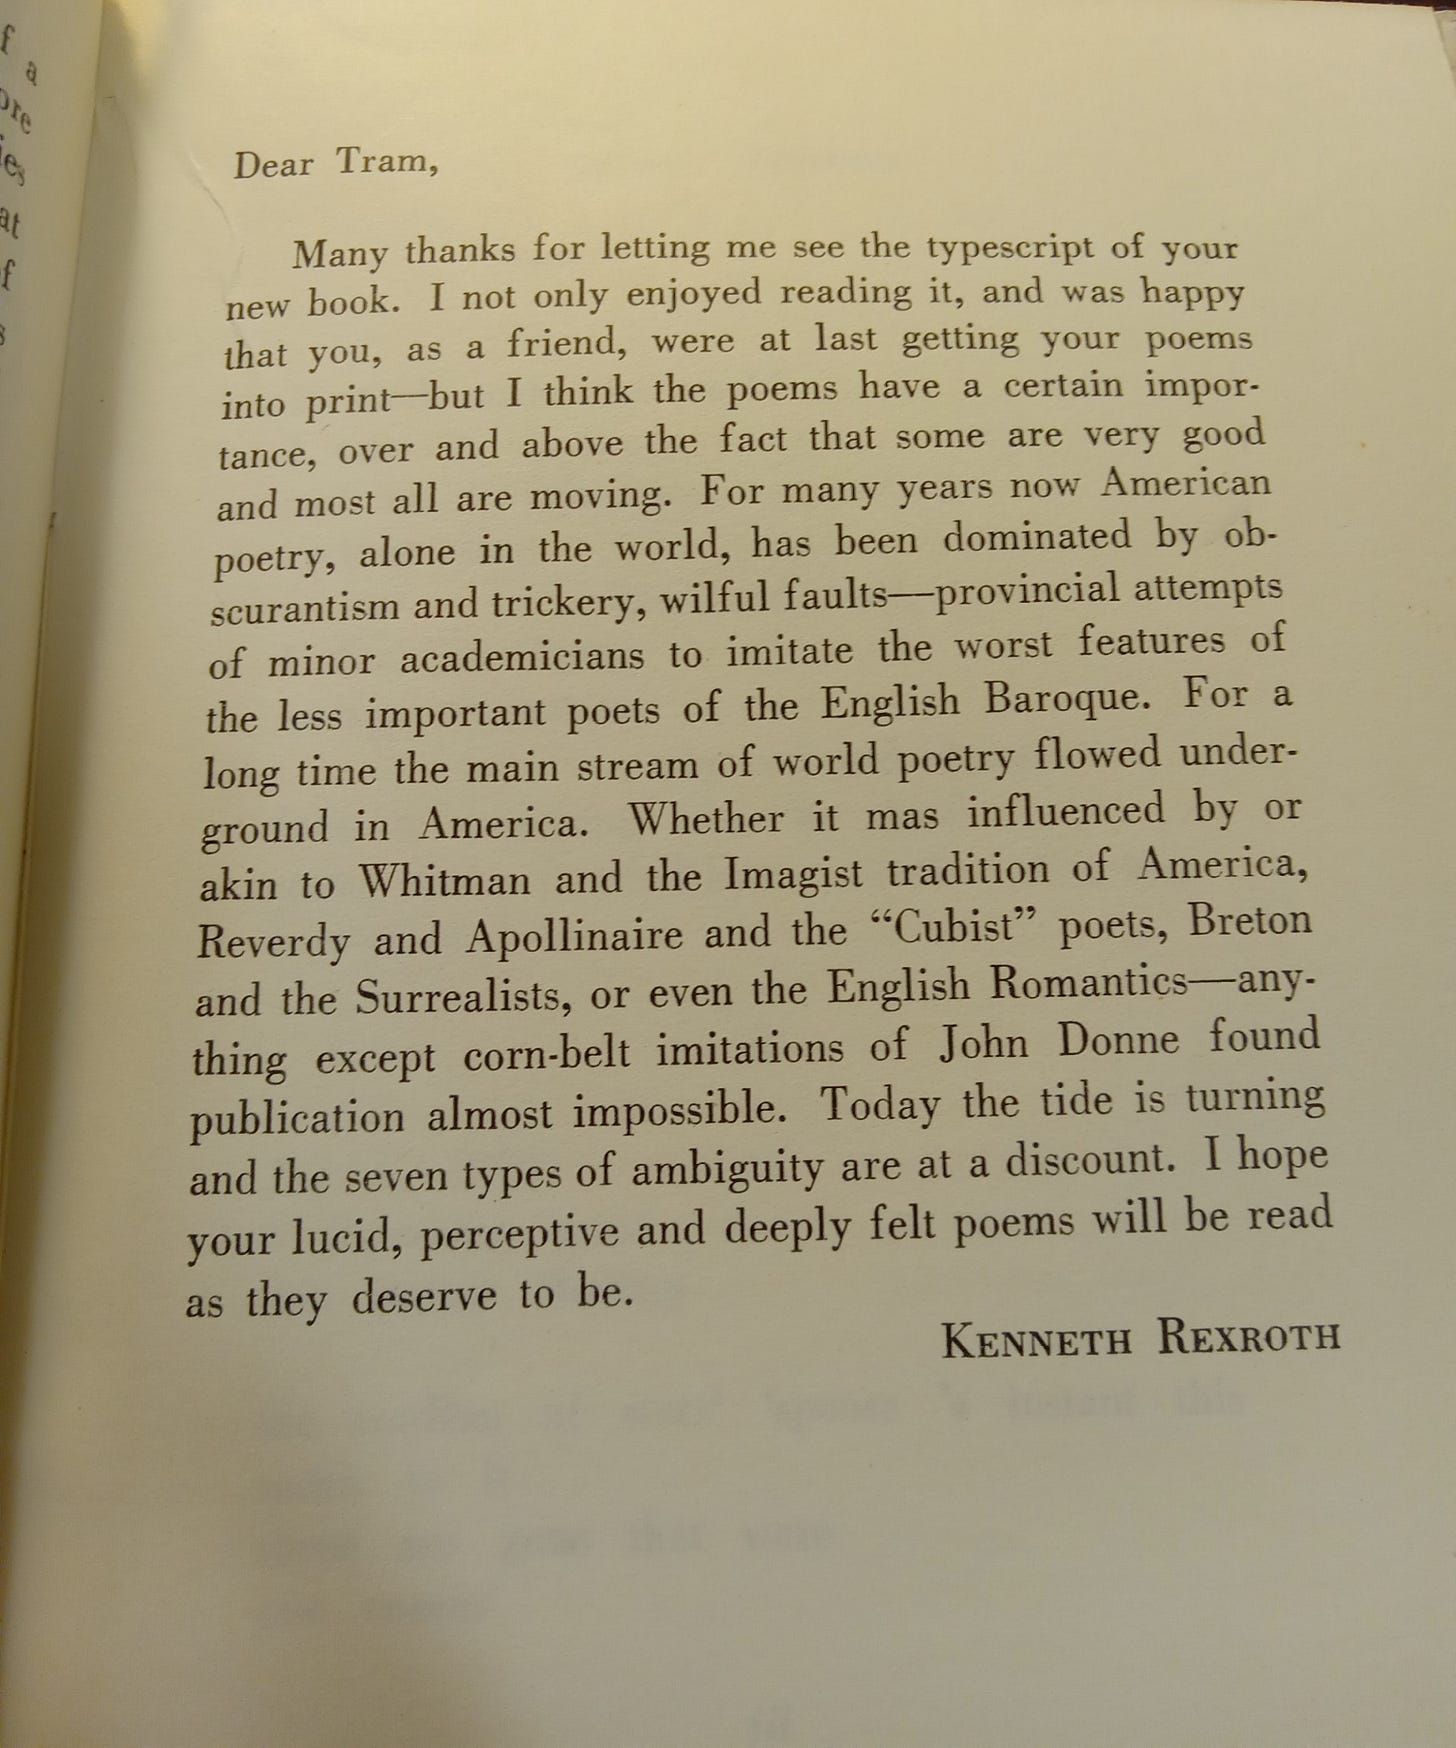 Dear Tram,
Many thanks for letting me see the typescript of your
new book. I not only enjoyed reading it, and was happy
that you, as a friend, were at last getting your poems
into print—but I think the poems have a certain impor-
tance, over and above the fact that some are very good
and most all are moving. For many years now American
poetry, alone in the world, has been dominated by ob-
scurantism and trickery, wilful faults—provincial attempts
of minor academicians to imitate the worst features of
the less important poets of the English Baroque. For a
long time the main stream of world poetry flowed under-
ground in America. Whether it mas influenced by or
akin to Whitman and the Imagist tradition of America,
Reverdy and Apollinaire and the “Cubist” poets, Breton
and the Surrealists, or even the English Romantics—any-
thing except corn-belt imitations of John Donne found
publication almost impossible. Today the tide is turning
and the seven types of ambiguity are at a discount. I hope
your lucid, perceptive and deeply felt poems will be read
as they deserve to be.
KENNETH REXROTH